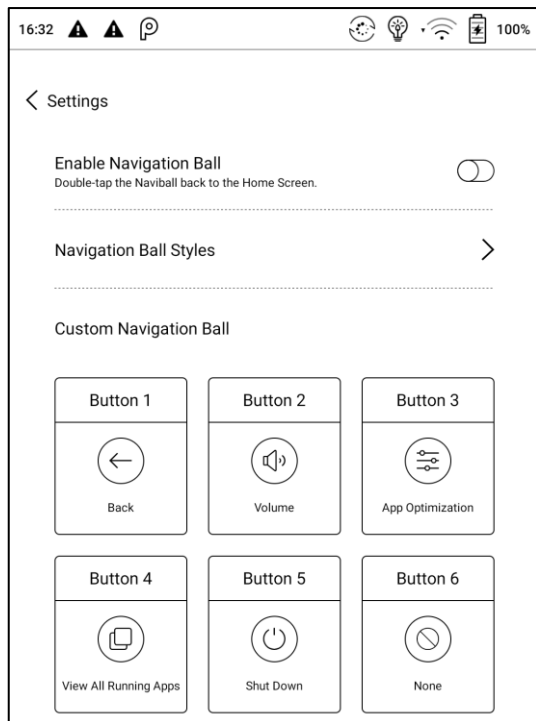 16:32 100%
Settings
Enable Navigation Ball
Double-tap the Naviball back to the Home Screen.
Navigation Ball Styles
Custom Navigation Ball
Button 1 Button 2 Button 3
Back Volume App Optimization
Button 4 Button 5 Button 6
View All Running Apps Shut Down None